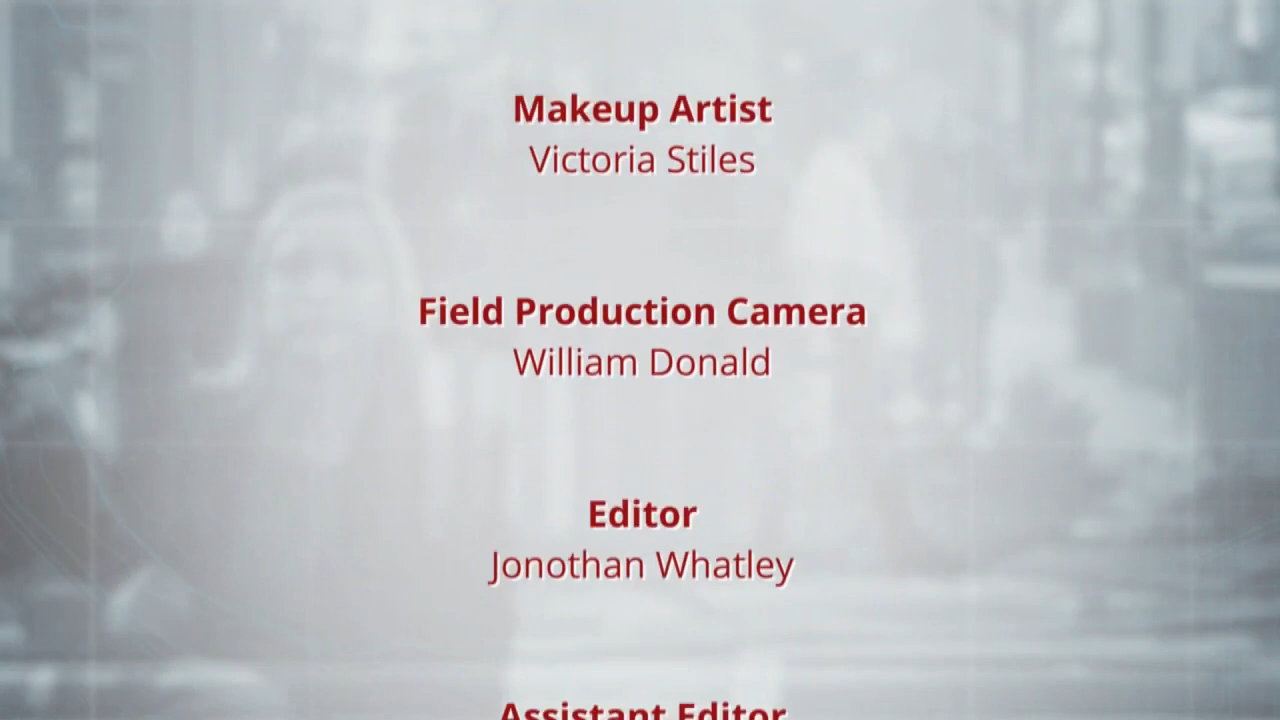 Makeup Artist
Victoria Stiles
Field Production Camera
William Donald
Editor
Jonothan Whatley
Assistant Editor